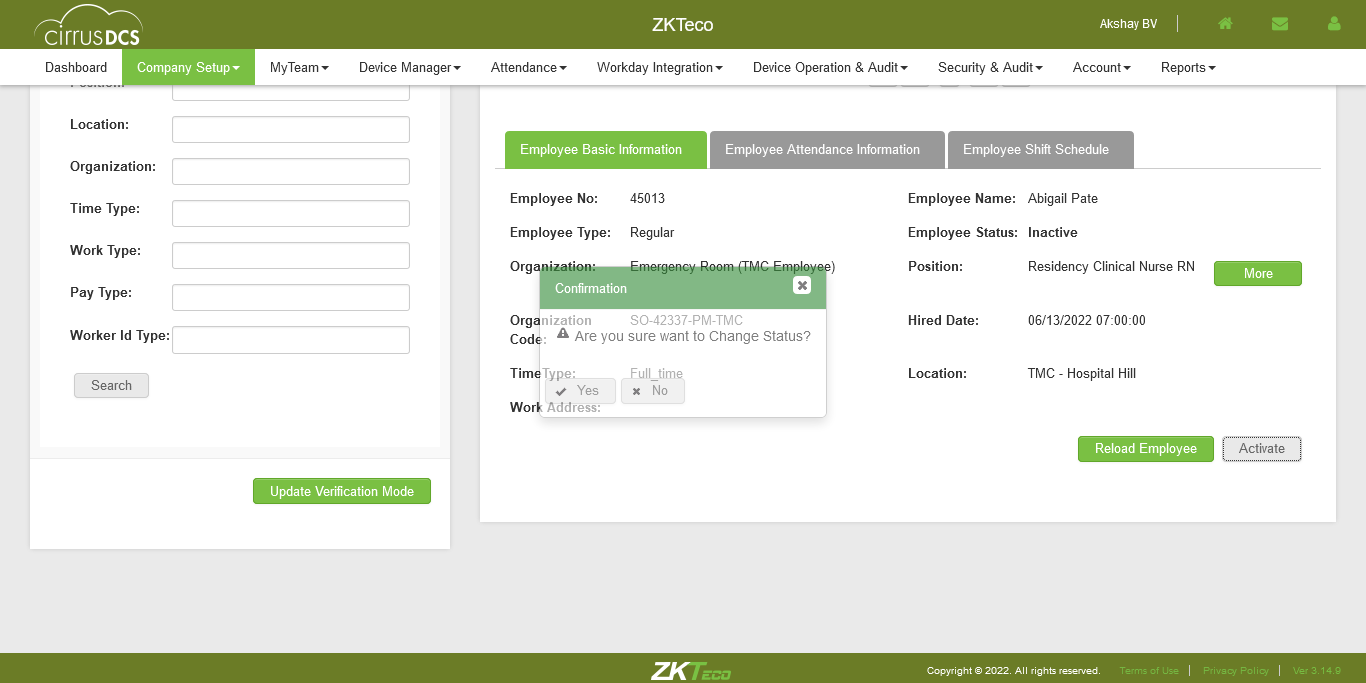 cirrusDCS
ZKTeco
Akshay BV
Dashboard Company Setup MyTeam Device Manager Attendance Workday Integration Device Operation & Audit Security & Audit Account Reports
Position:
Location:
Organization:
Time Type:
Work Type:
Pay Type:
Worker Id Type:
Search
Update Verification Mode
Employee Basic Information Employee Attendance Information Employee Shift Schedule
Employee No: 45013 Employee Name: Abigail Pate
Employee Type: Regular Employee Status: Inactive
Organization: Emergency Room (TMC Employee) Position: Residency Clinical Nurse RN More
Confirmation
Organization SO-42337-PM-TMC Hired Date: 06/13/2022 07:00:00
Code:
Are you sure want to Change Status?
TimeType: Full_time Location: TMC - Hospital Hill
Yes No
Work Address:
Reload Employee Activate
ZKTeco
Copyright © 2022. All rights reserved. Terms of Use Privacy Policy Ver 3.14.9